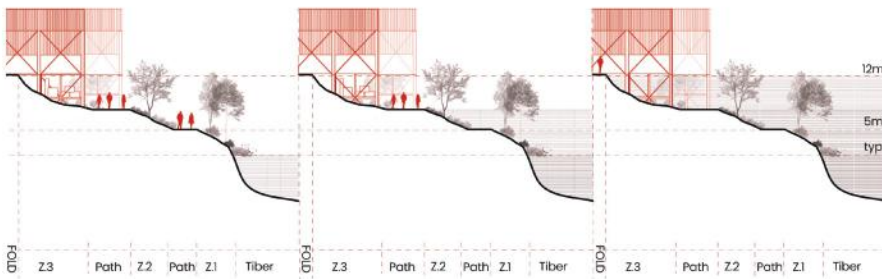 12m
5m
typ
FOLD Z.3 Path Z.2 Path Z.1 Tiber
FOLD Z.3 Path Z.2 Path Z.1 Tiber
FOLD Z.3 Path Z.2 Path Z.1 Tiber